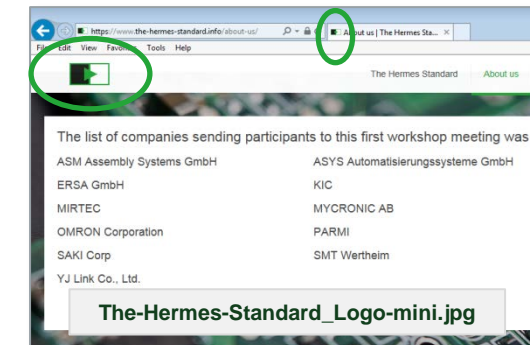 https://www.the-hermes-standard.info/about-us/
About us | The Hermes Sta...
File Edit View Favorites Tools Help
The Hermes Standard About us
The list of companies sending participants to this first workshop meeting was
ASM Assembly Systems GmbH ASYS Automatisierungssysteme GmbH
ERSA GmbH KIC
MIRTEC MYCRONIC AB
OMRON Corporation PARMI
SAKI Corp SMT Wertheim
YJ Link Co., Ltd.
The-Hermes-Standard_Logo-mini.jpg